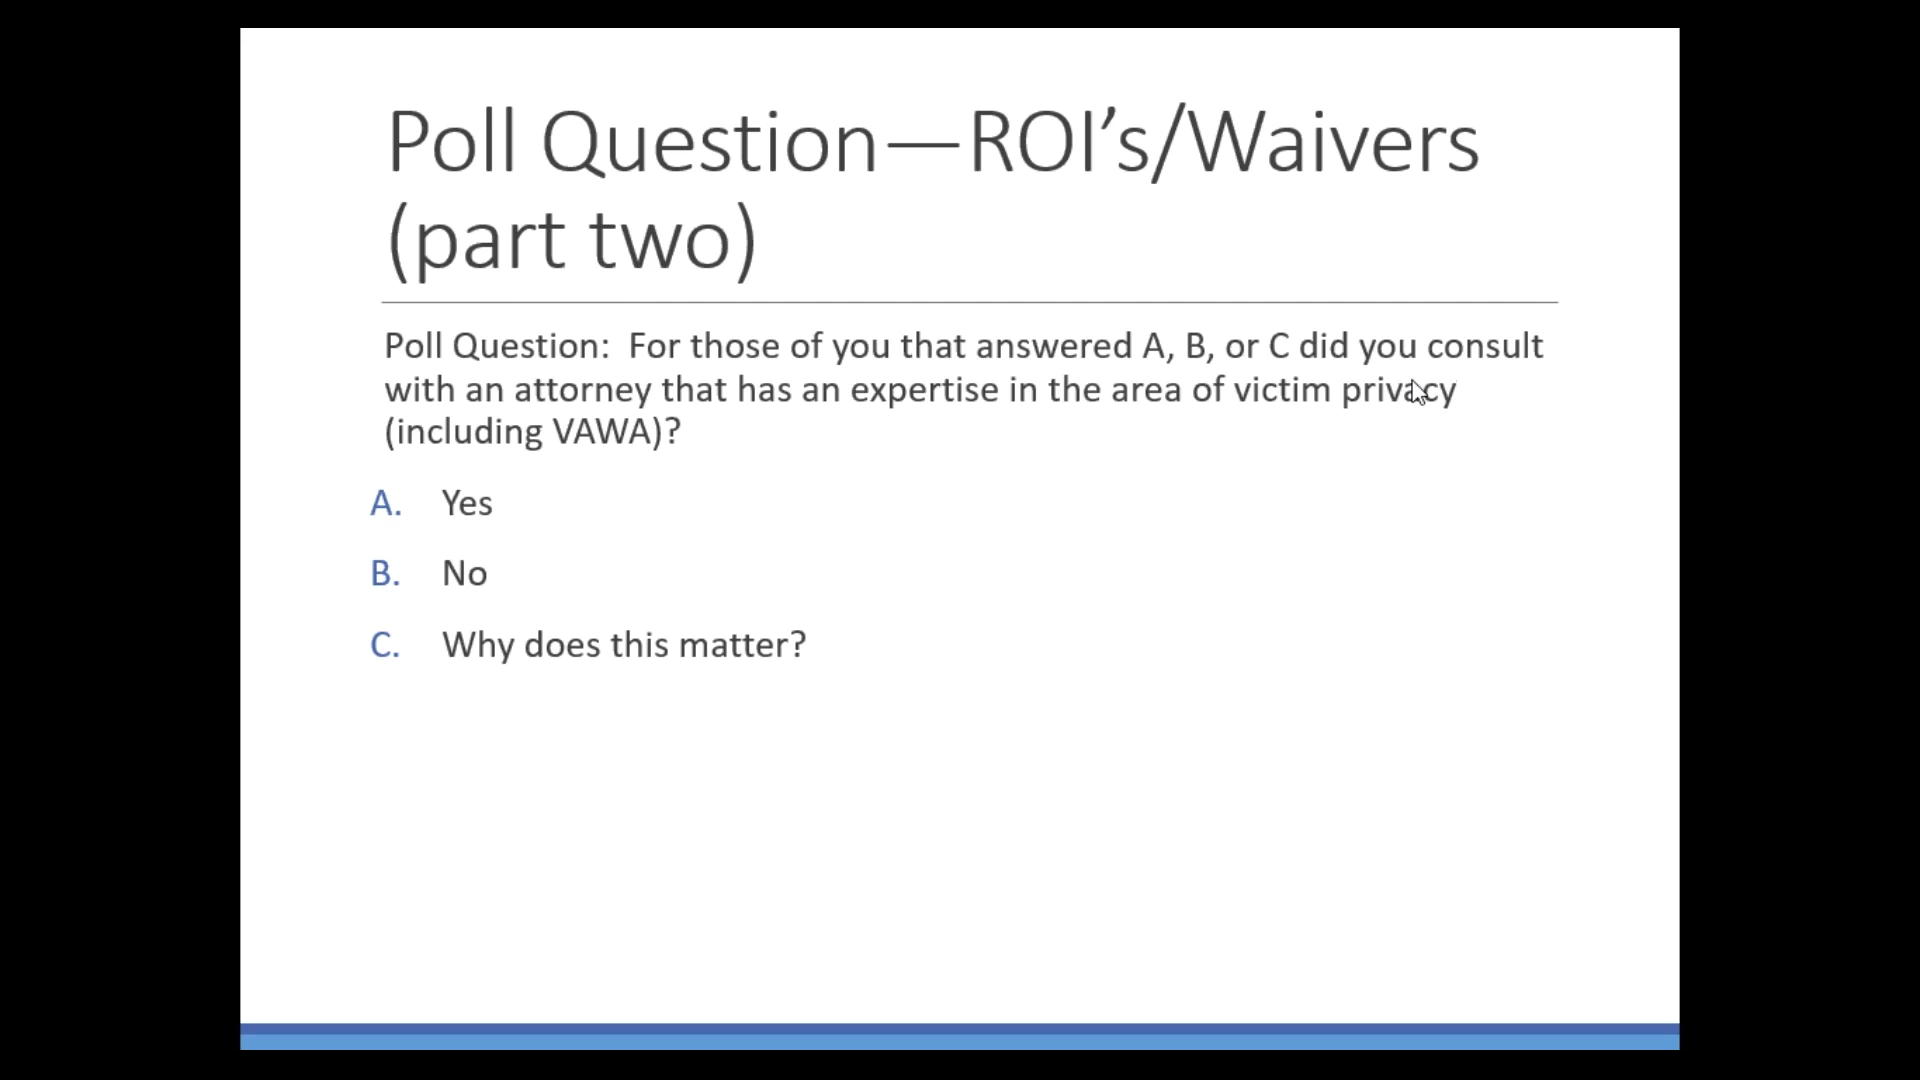 Poll Question—ROI’s/Waivers
(part two)
Poll Question:  For those of you that answered A, B, or C did you consult
with an attorney that has an expertise in the area of victim privacy
(including VAWA)?
A. Yes
B. No
C. Why does this matter?